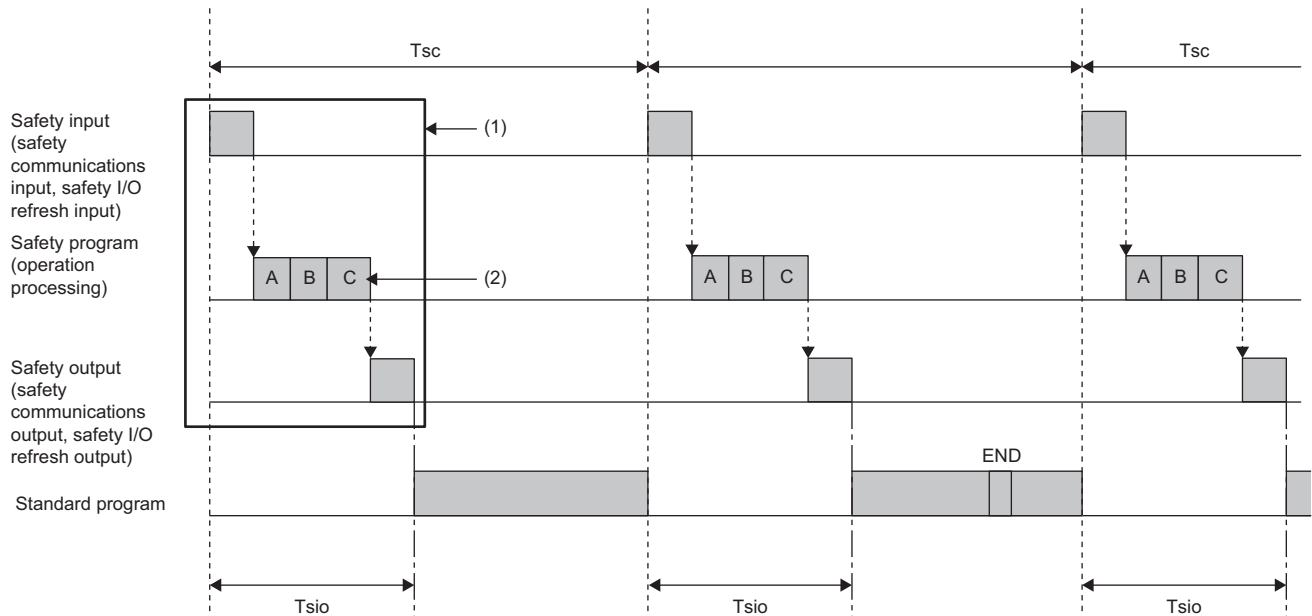 Tsc
Tsc
Safety input
(safety
communications
input, safety I/O
refresh input)
(1)
Safety program
(operation
processing)
A B C
(2)
A B C
A B C
Safety output
(safety
communications
output, safety I/O
refresh output)
END
Standard program
Tsio
Tsio
Tsio